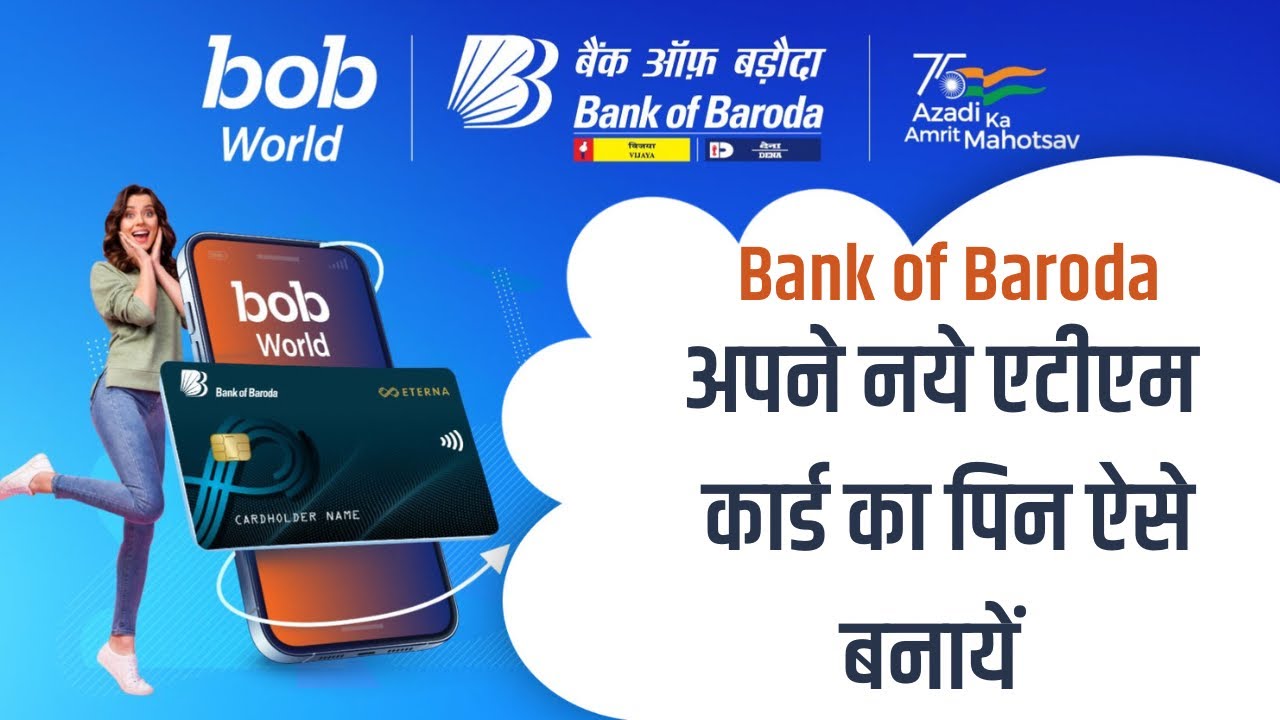 bob
World
बैंक ऑफ़ बड़ौदा
Bank of Baroda
विजया
VIJAYA
देना
DENA
75
Azadi
Ka
Amrit
Mahotsav
bob
World
Bank of Baroda
ETERNA
CARDHOLDER NAME
Bank of Baroda
अपने नये एटीएम
कार्ड का पिन ऐसे
बनायें